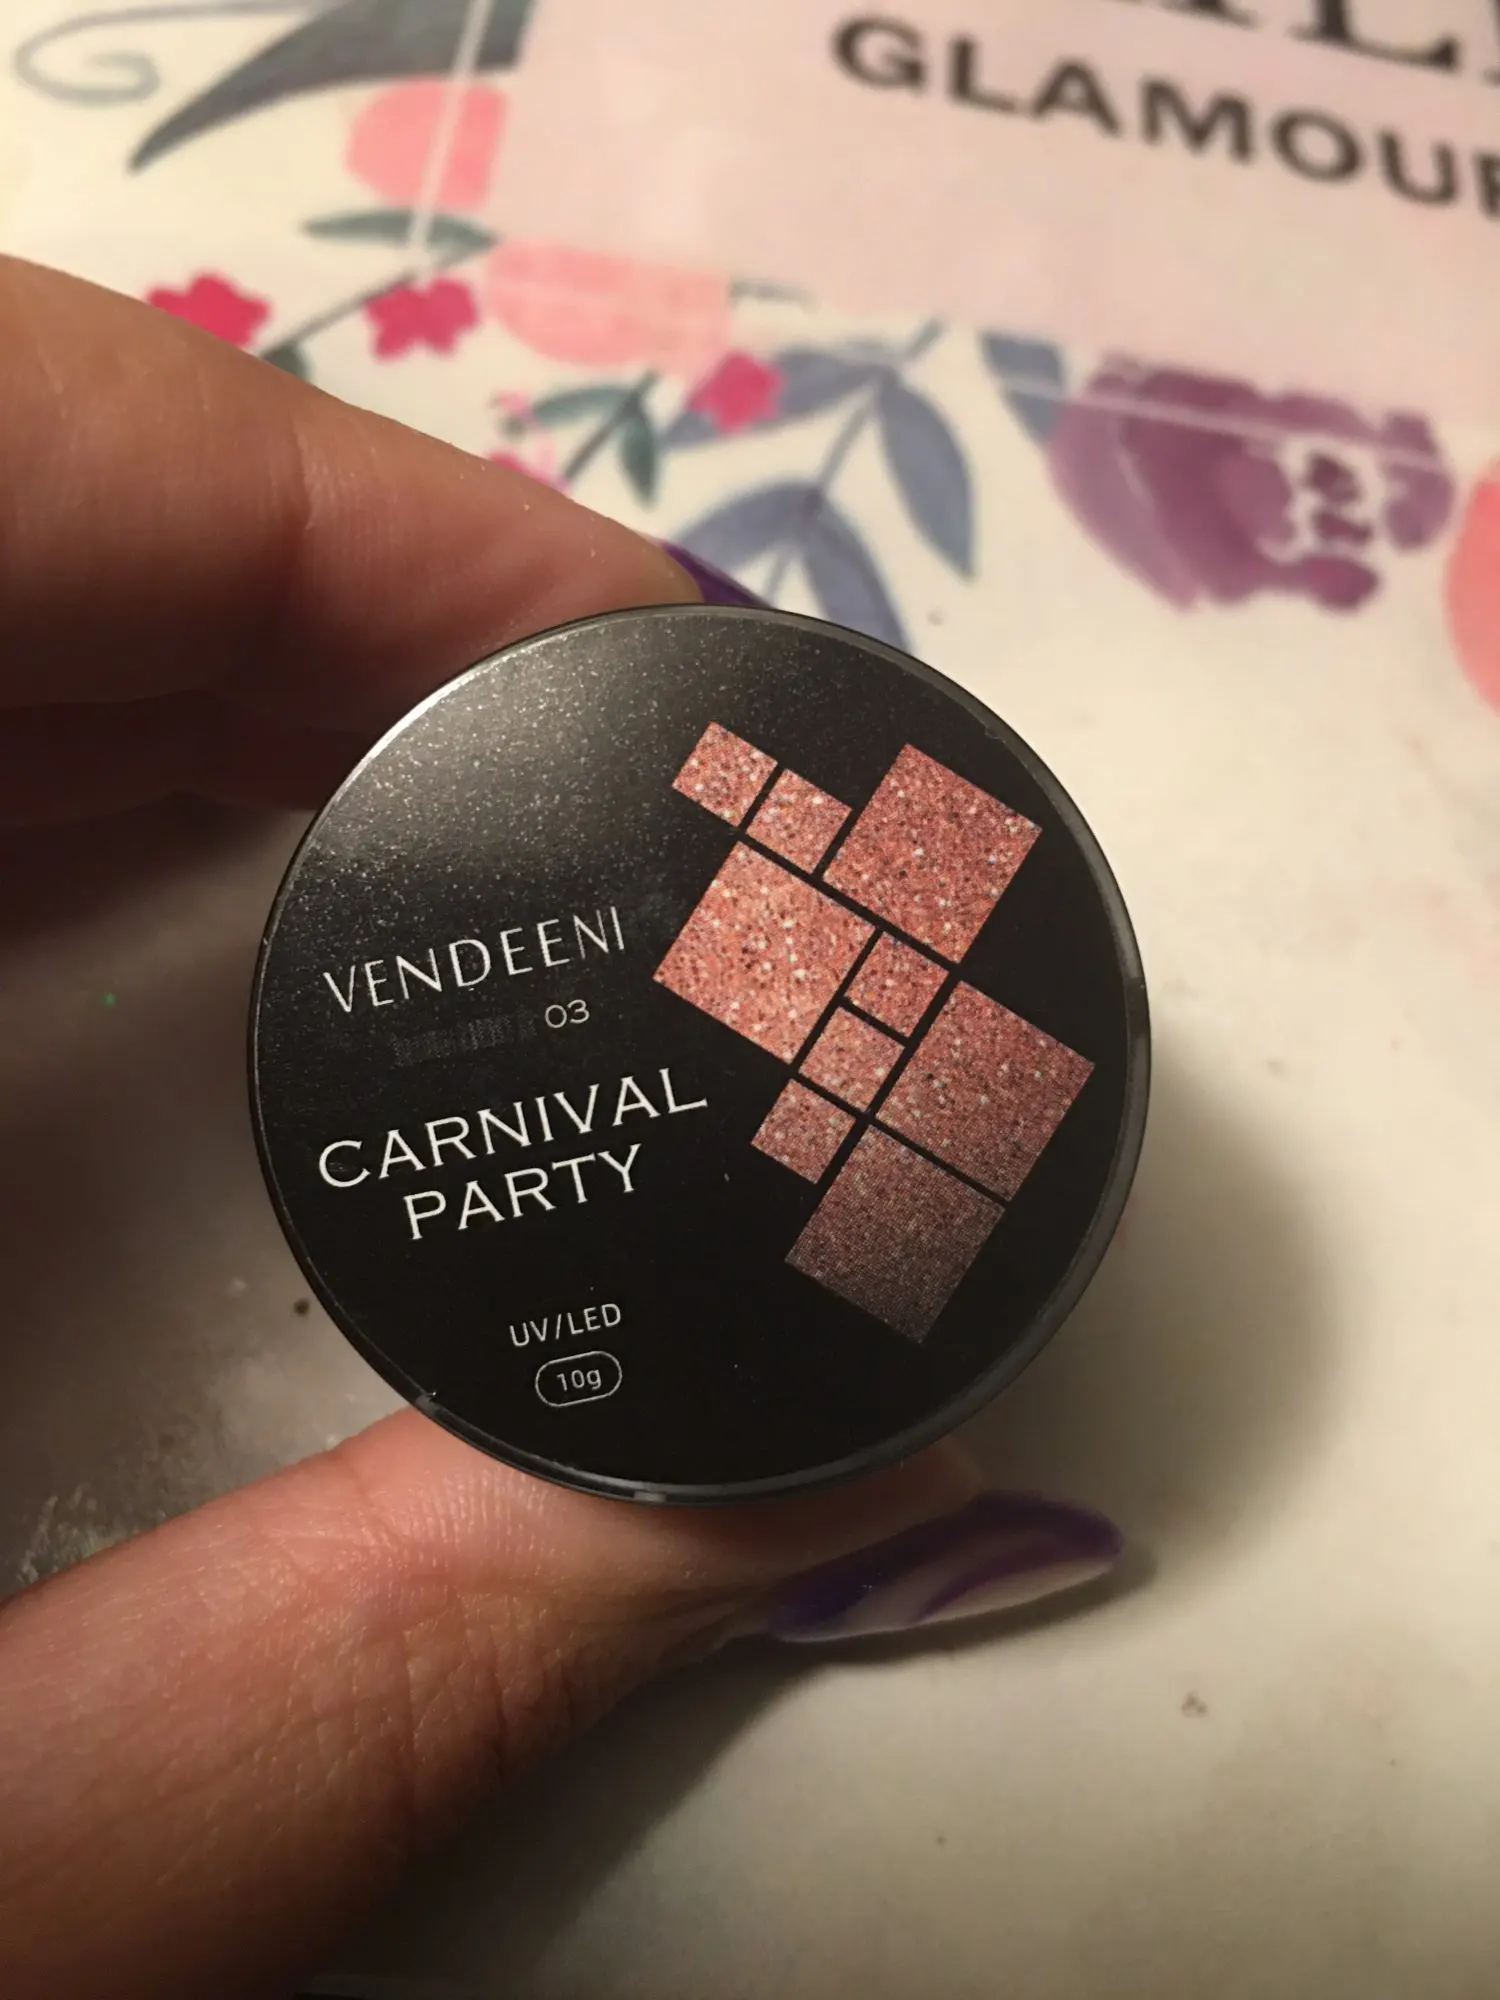 GLAMOUR
VENDEENI
03
CARNIVAL
PARTY
UV/LED
10g